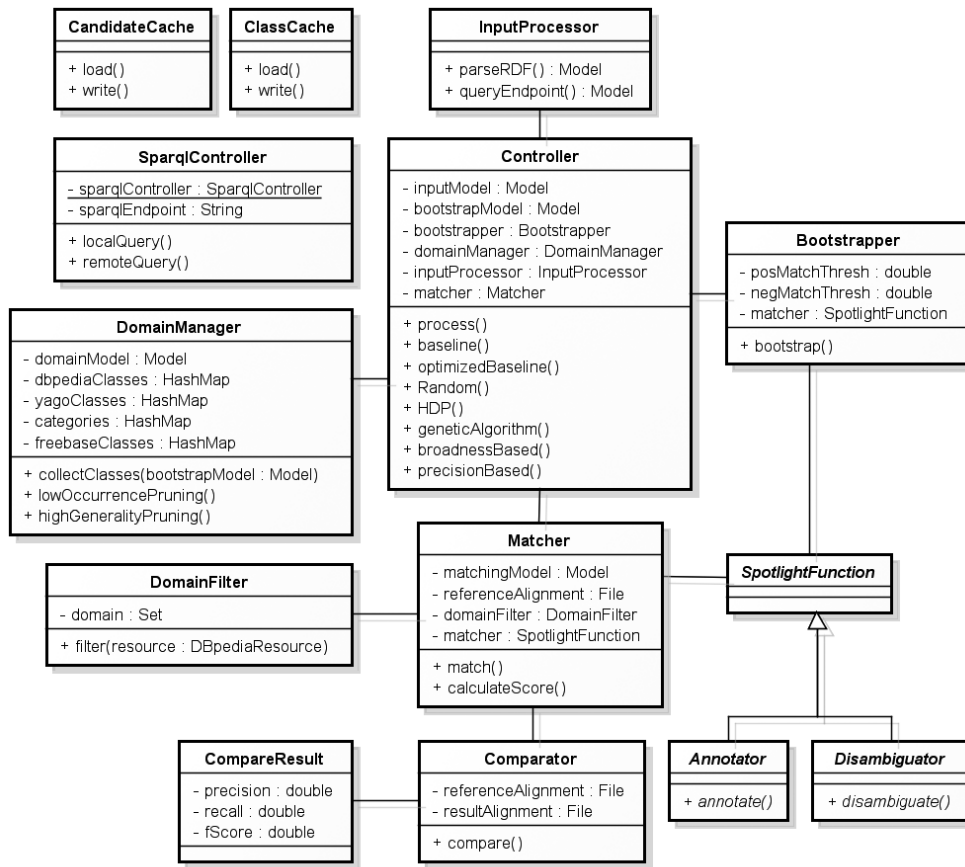 CandidateCache
+ load()
+ write()
ClassCache
+ load()
+ write()
InputProcessor
+ parseRDF() : Model
+ queryEndpoint() : Model
SparqlController
- sparqlController : SparqlController
- sparqlEndpoint : String
+ localQuery()
+ remoteQuery()
Controller
- inputModel : Model
- bootstrapModel : Model
- bootstrapper : Bootstrapper
- domainManager : DomainManager
- inputProcessor : InputProcessor
- matcher : Matcher
+ process()
+ baseline()
+ optimizedBaseline()
+ Random()
+ HDP()
+ geneticAlgorithm()
+ broadnessBased()
+ precisionBased()
Bootstrapper
- posMatchThresh : double
- negMatchThresh : double
- matcher : SpotlightFunction
+ bootstrap()
DomainManager
- domainModel : Model
- dbpediaClasses : HashMap
- yagoClasses : HashMap
- categories : HashMap
- freebaseClasses : HashMap
+ collectClasses(bootstrapModel : Model)
+ lowOccurrencePruning()
+ highGeneralityPruning()
Matcher
- matchingModel : Model
- referenceAlignment : File
- domainFilter : DomainFilter
- matcher : SpotlightFunction
+ match()
+ calculateScore()
SpotlightFunction
DomainFilter
- domain : Set
+ filter(resource : DBpediaResource)
CompareResult
- precision : double
- recall : double
- fScore : double
Comparator
- referenceAlignment : File
- resultAlignment : File
+ compare()
Annotator
+ annotate()
Disambiguator
+ disambiguate()